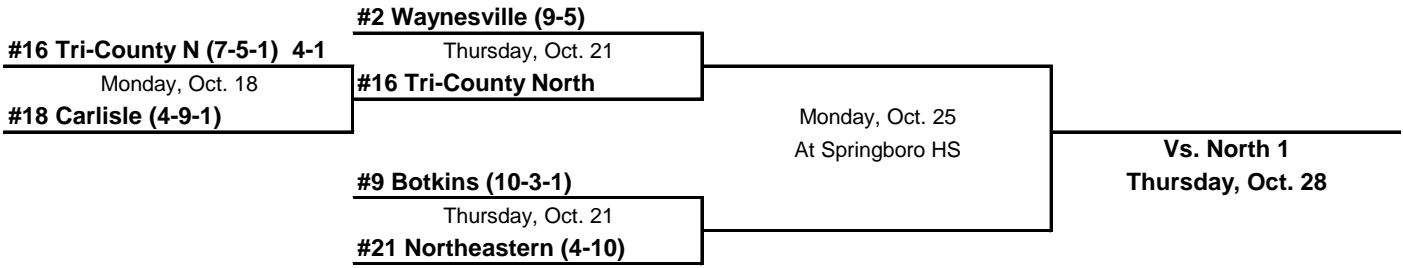 #2 Waynesville (9-5)
#16 Tri-County N (7-5-1)  4-1
Thursday, Oct. 21
Monday, Oct. 18
#16 Tri-County North
#18 Carlisle (4-9-1)
Monday, Oct. 25
At Springboro HS
Vs. North 1
#9 Botkins (10-3-1)
Thursday, Oct. 28
Thursday, Oct. 21
#21 Northeastern (4-10)